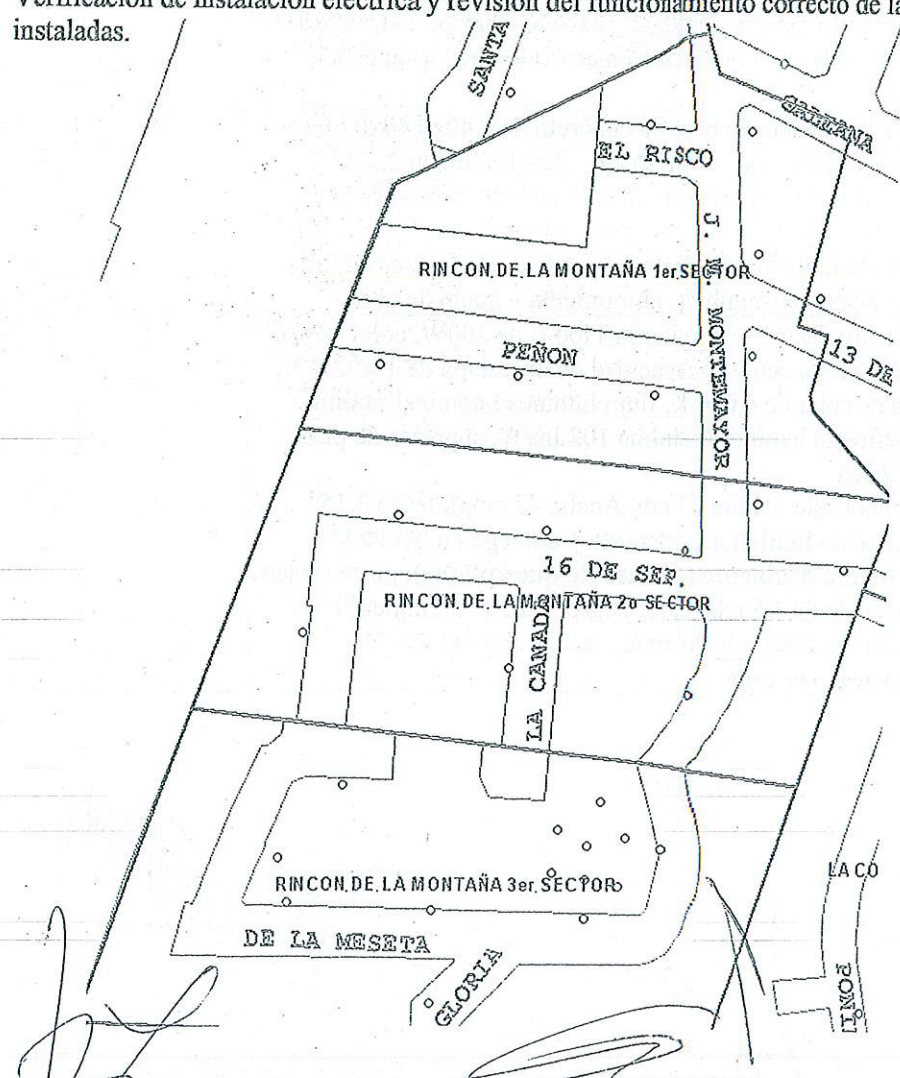 Verificación de instalación eléctrica y revisión del funcionamiento correcto de la
instaladas.
SANTA
GALEANA
EL RISCO
J. M. MONTEMAYOR
RINCON DE LA MONTAÑA 1er SECTOR
PEÑON
13 DE
16 DE SEP.
RINCON DE LA MONTAÑA 2o SECTOR
LA CAÑADA
LA CO
RINCON DE LA MONTAÑA 3er. SECTOR
DE LA MESETA
GLORIA
PONI